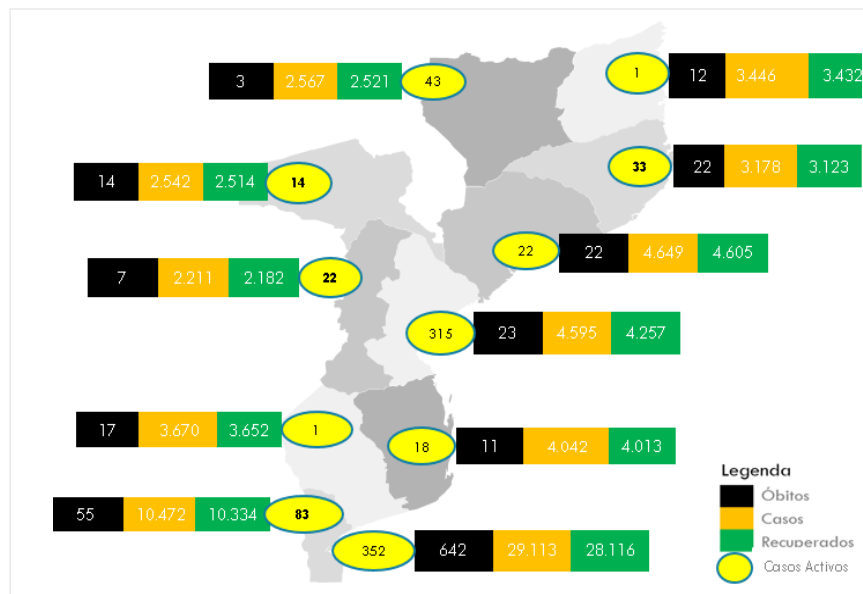 3 2.567 2.521 43
1 12 3.446 3.432
14 2.542 2.514 14
33 22 3.178 3.123
7 2.211 2.182 22
22 22 4.649 4.605
315 23 4.595 4.257
17 3.670 3.652 1
18 11 4.042 4.013
55 10.472 10.334 83
352 642 29.113 28.116
Legenda
Óbitos
Casos
Recuperados
Casos Activos